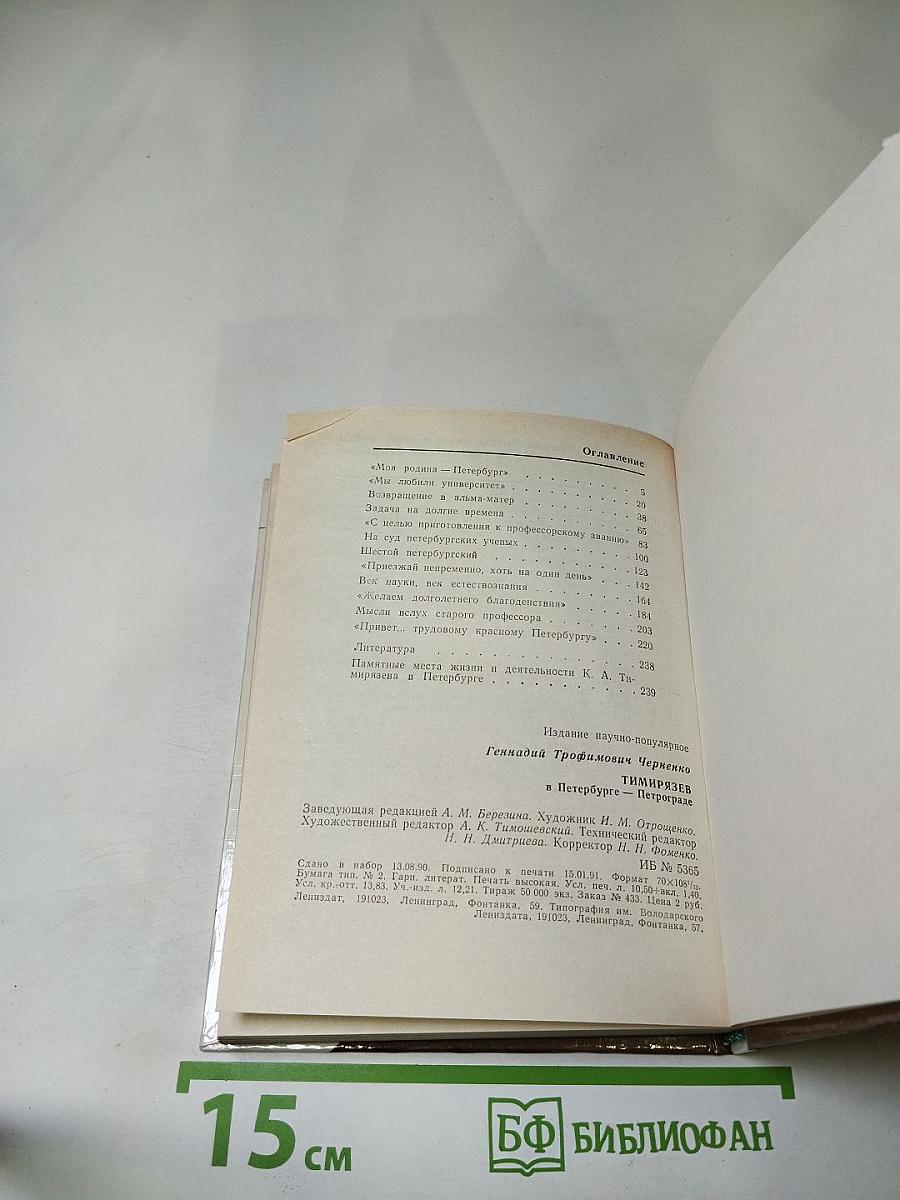 Оглавление
«Моя родина — Петербург» . . . . . . . . 5
«Мы любили университет» . . . . . . . . 20
Возвращение в альма-матер . . . . . . . . 38
Задача на долгие времена . . . . . . . . 65
«С целью приготовления к профессорскому званию» 83
На суд петербургских ученых . . . . . . . . 100
Шестой петербургский . . . . . . . . . . 123
«Приезжай непременно, хоть на один день» . . . 142
Век науки, век естествознания . . . . . . . 164
«Желаем долголетнего благоденствия» . . . . . 184
Мысли вслух старого профессора . . . . . . 203
«Привет... трудовому красному Петербургу» . . . 220
Литература . . . . . . . . . . . . . 238
Памятные места жизни и деятельности К. А. Ти-
мирязева в Петербурге . . . . . . . . . . . 239
Издание научно-популярное
Геннадий Трофимович Черненко
ТИМИРЯЗЕВ
в Петербурге — Петрограде
Заведующая редакцией А. М. Березина. Художник И. М. Отрощенко.
Художественный редактор А. К. Тимошевский. Технический редактор
Н. Н. Дмитриева. Корректор Н. Н. Фоменко.
ИБ № 5365
Сдано в набор 13.08.90. Подписано к печати 15.01.91. Формат 70×108¹/₃₂.
Бумага тип. № 2. Гарн. литерат. Печать высокая. Усл. печ. л. 10,50+вкл. 1,40.
Усл. кр.-отт. 13,83. Уч.-изд. л. 12,21. Тираж 50 000 экз. Заказ № 433. Цена 2 руб.
Лениздат, 191023, Ленинград, Фонтанка, 59. Типография им. Володарского
Лениздата, 191023, Ленинград, Фонтанка, 57.
15 см
БФ БИБЛИОФАН